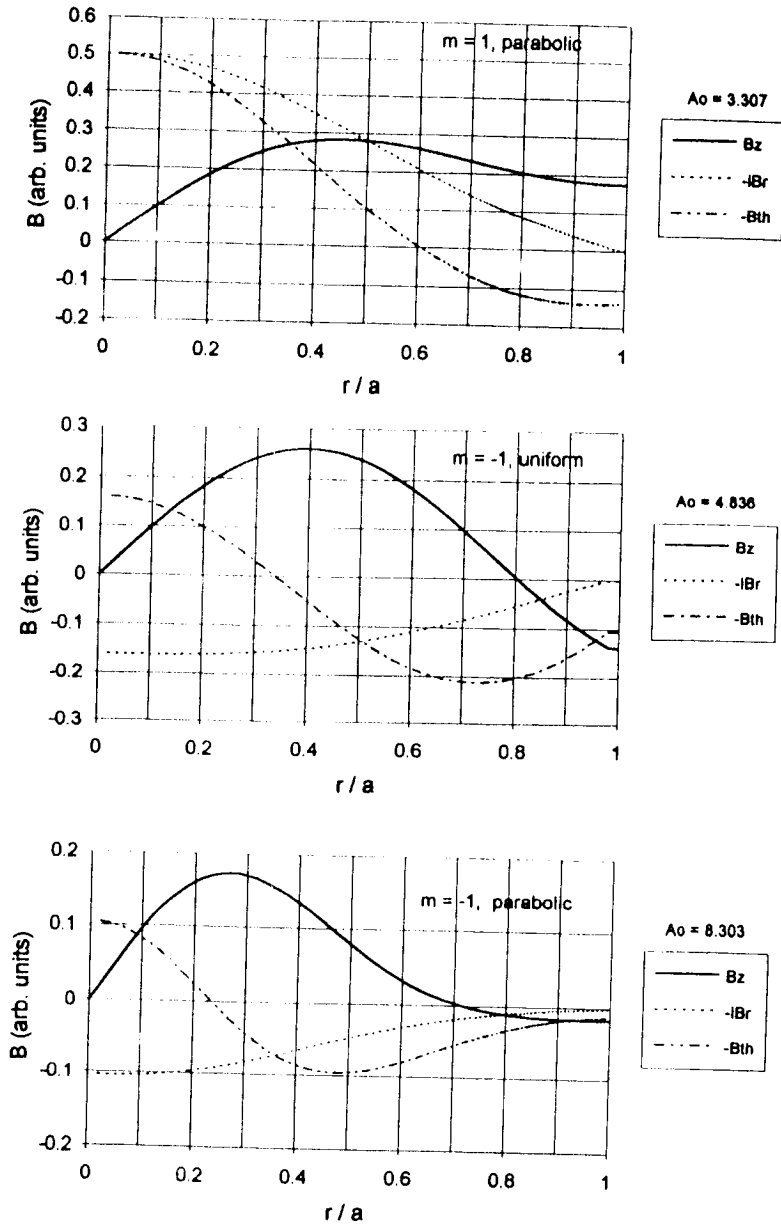 0.6
0.5
0.4
0.3
0.2
0.1
0
-0.1
-0.2
B (arb. units)
m = 1, parabolic
0
0.2
0.4
0.6
0.8
1
r / a
Ao = 3.307
Bz
-iBr
-Bth
0.3
0.2
0.1
0
-0.1
-0.2
-0.3
B (arb. units)
m = -1, uniform
0
0.2
0.4
0.6
0.8
1
r / a
Ao = 4.836
Bz
-iBr
-Bth
0.2
0.1
0
-0.1
-0.2
B (arb. units)
m = -1, parabolic
0
0.2
0.4
0.6
0.8
1
r / a
Ao = 8.303
Bz
-iBr
-Bth